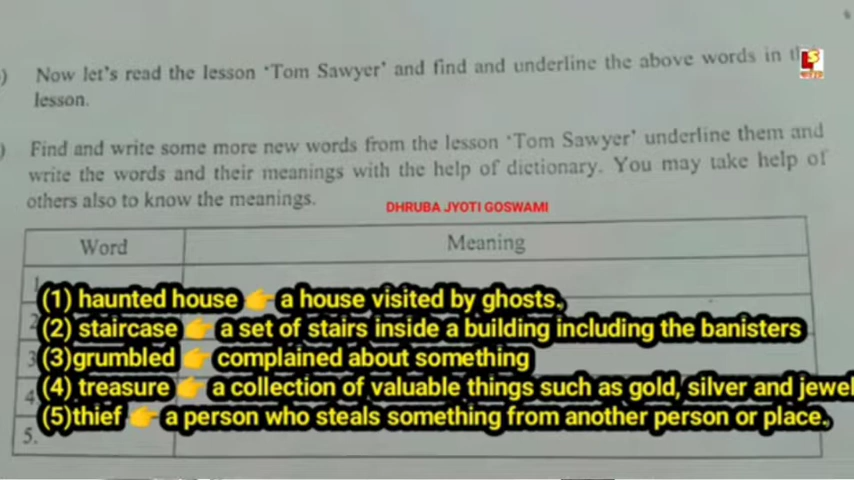 ) Now let's read the lesson 'Tom Sawyer' and find and underline the above words in
lesson.
) Find and write some more new words from the lesson 'Tom Sawyer' underline them and
write the words and their meanings with the help of dictionary. You may take help of
others also to know the meanings.
DHRUBA JYOTI GOSWAMI
Word Meaning
(1) haunted house 👉 a house visited by ghosts.
(2) staircase 👉 a set of stairs inside a building including the banisters
(3)grumbled 👉 complained about something
(4) treasure 👉 a collection of valuable things such as gold, silver and jewel
(5)thief 👉 a person who steals something from another person or place.
5.